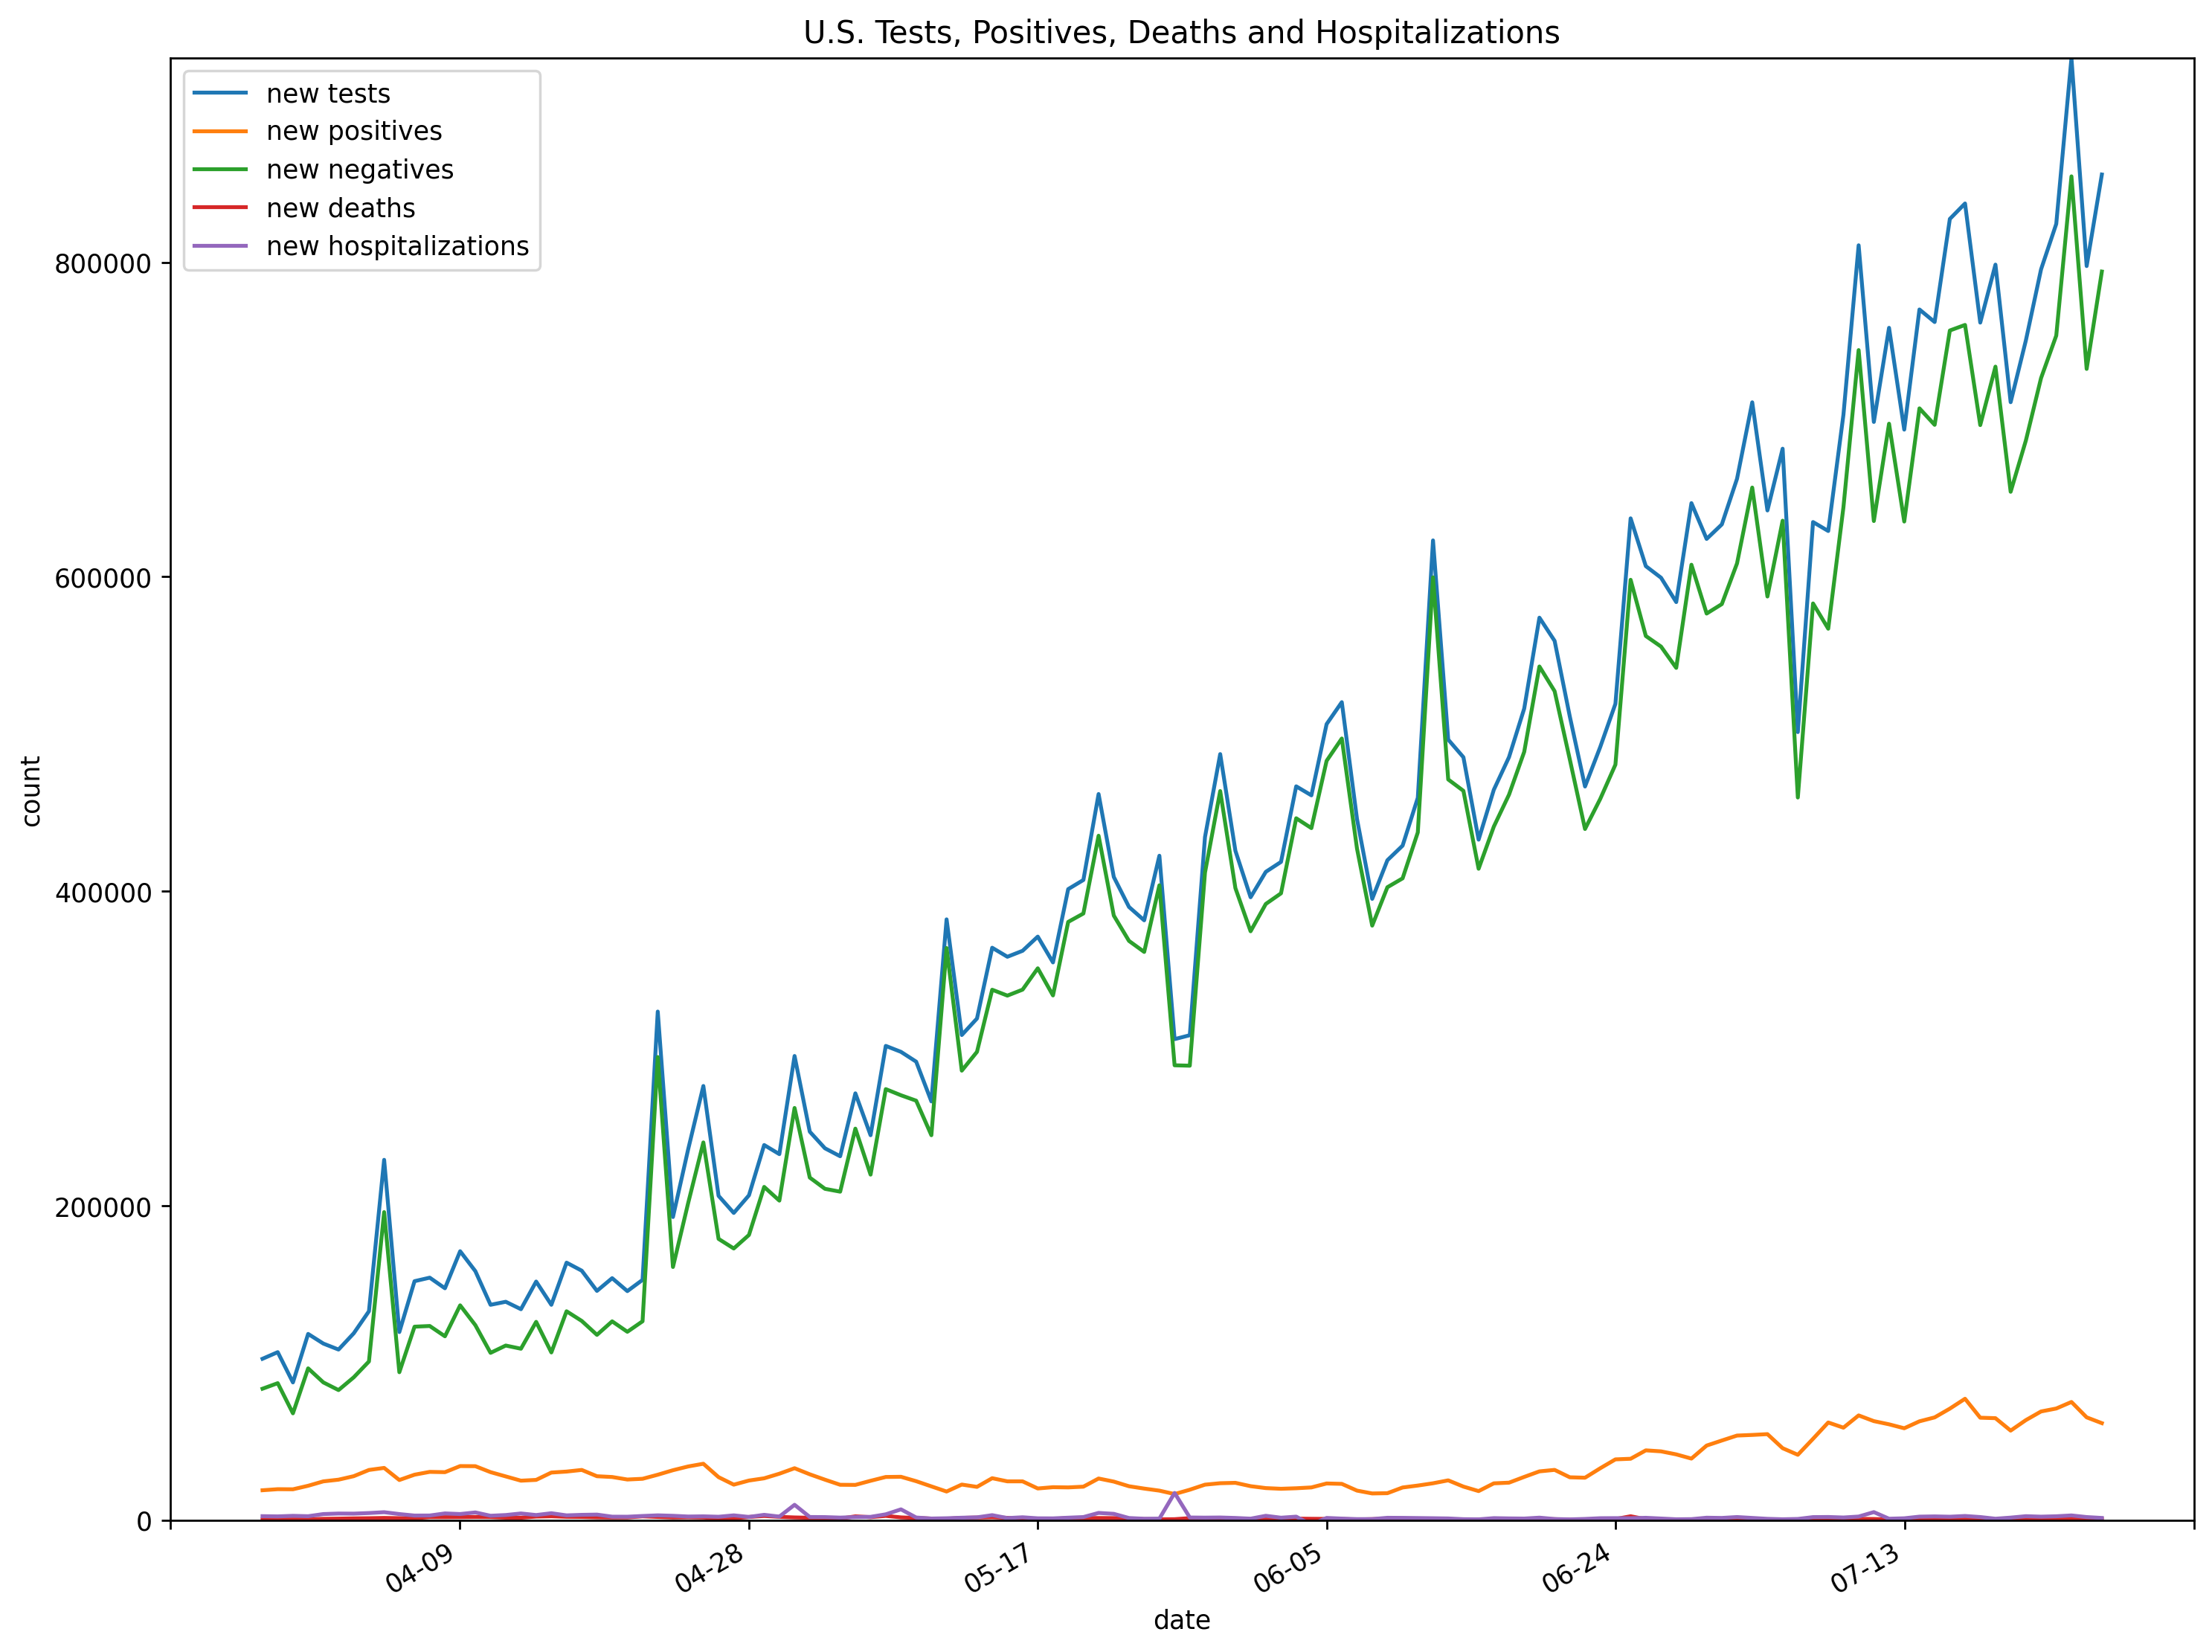 U.S. Tests, Positives, Deaths and Hospitalizations
new tests
new positives
new negatives
new deaths
new hospitalizations
800000
600000
400000
200000
0
count
04-09
04-28
05-17
06-05
06-24
07-13
date